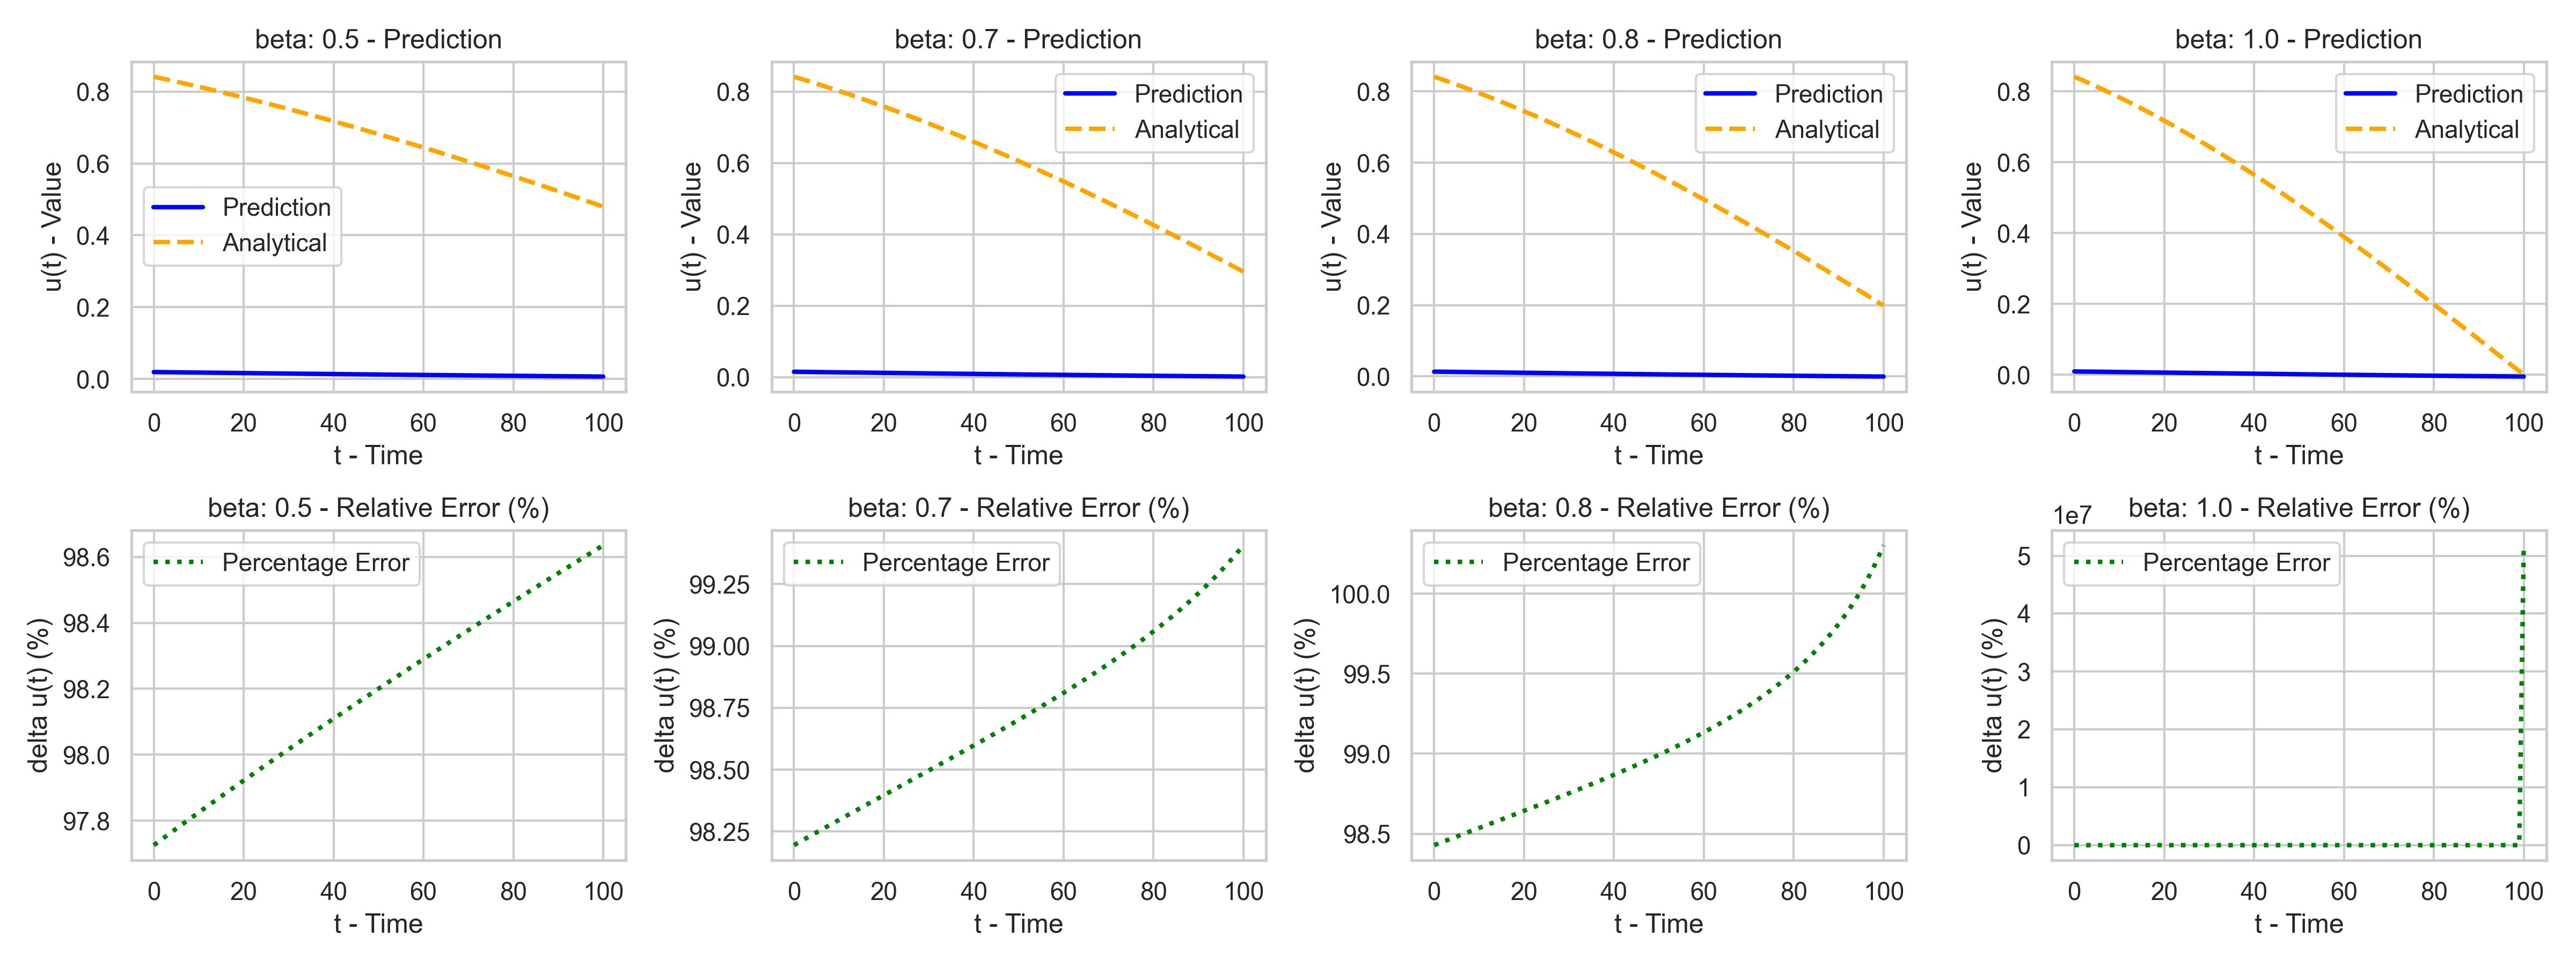 beta: 0.5 - Prediction
u(t) - Value
0.8
0.6
0.4
0.2
0.0
Prediction
Analytical
0 20 40 60 80 100
t - Time
beta: 0.7 - Prediction
u(t) - Value
0.8
0.6
0.4
0.2
0.0
Prediction
Analytical
0 20 40 60 80 100
t - Time
beta: 0.8 - Prediction
u(t) - Value
0.8
0.6
0.4
0.2
0.0
Prediction
Analytical
0 20 40 60 80 100
t - Time
beta: 1.0 - Prediction
u(t) - Value
0.8
0.6
0.4
0.2
0.0
Prediction
Analytical
0 20 40 60 80 100
t - Time
beta: 0.5 - Relative Error (%)
delta u(t) (%)
98.6
98.4
98.2
98.0
97.8
Percentage Error
0 20 40 60 80 100
t - Time
beta: 0.7 - Relative Error (%)
delta u(t) (%)
99.25
99.00
98.75
98.50
98.25
Percentage Error
0 20 40 60 80 100
t - Time
beta: 0.8 - Relative Error (%)
delta u(t) (%)
100.0
99.5
99.0
98.5
Percentage Error
0 20 40 60 80 100
t - Time
beta: 1.0 - Relative Error (%)
1e7
delta u(t) (%)
5
4
3
2
1
0
Percentage Error
0 20 40 60 80 100
t - Time